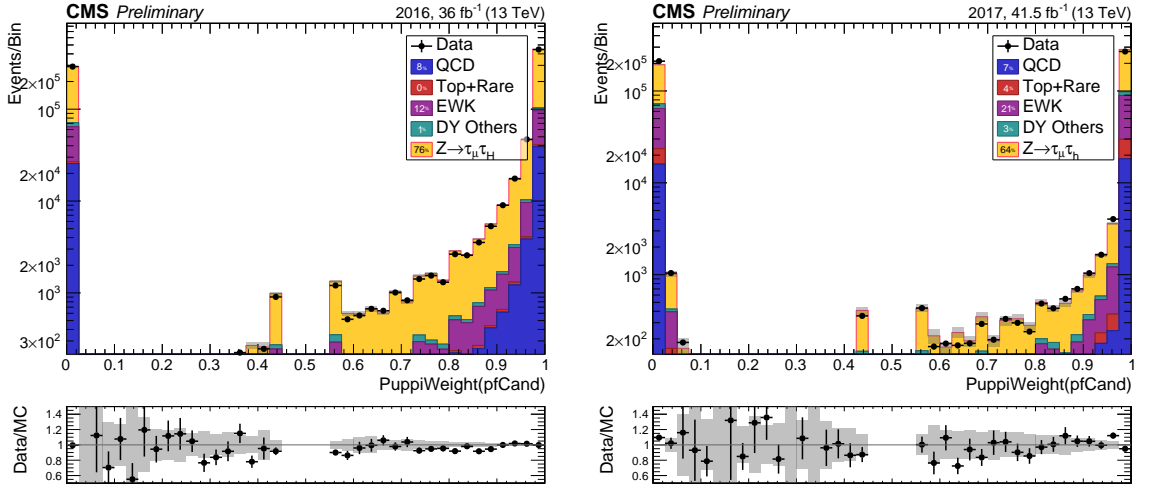 CMS Preliminary 2016, 36 fb⁻¹ (13 TeV)
Events/Bin
2×10⁵
10⁵
2×10⁴
10⁴
2×10³
10³
3×10²
Data
8% QCD
0% Top+Rare
12% EWK
1% DY Others
76% Z→τμτH
0 0.1 0.2 0.3 0.4 0.5 0.6 0.7 0.8 0.9 1
PuppiWeight(pfCand)
Data/MC
1.4
1.2
1
0.8
0.6
CMS Preliminary 2017, 41.5 fb⁻¹ (13 TeV)
Events/Bin
2×10⁵
10⁵
2×10⁴
10⁴
2×10³
10³
2×10²
Data
7% QCD
4% Top+Rare
21% EWK
3% DY Others
64% Z→τμτh
0 0.1 0.2 0.3 0.4 0.5 0.6 0.7 0.8 0.9 1
PuppiWeight(pfCand)
Data/MC
1.4
1.2
1
0.8
0.6